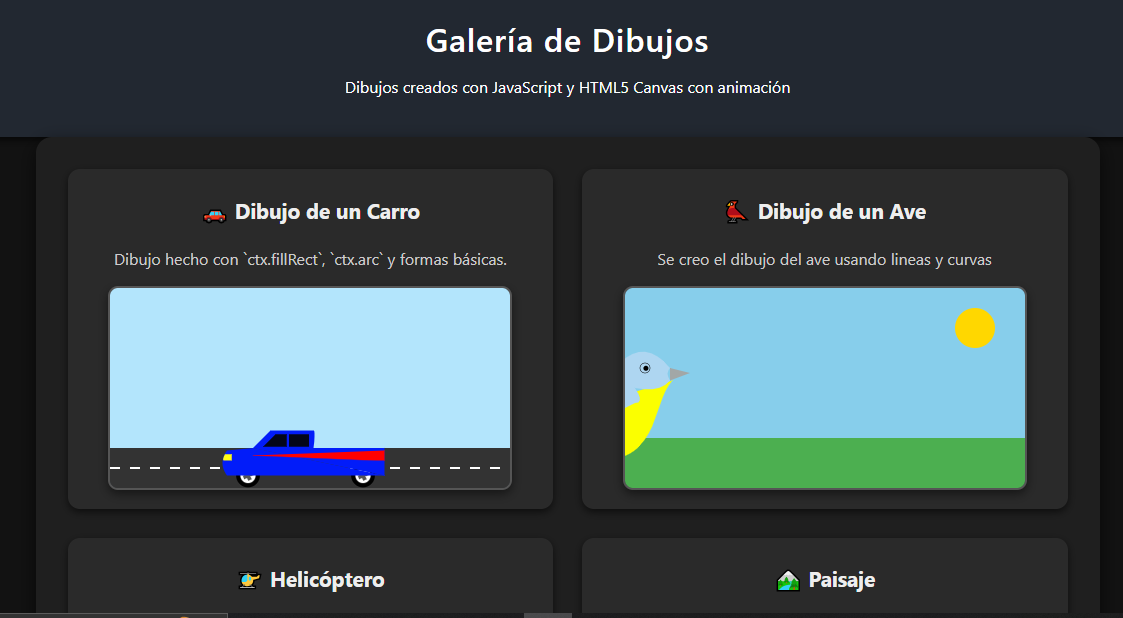 Galería de Dibujos
Dibujos creados con JavaScript y HTML5 Canvas con animación
Dibujo de un Carro
Dibujo hecho con `ctx.fillRect`, `ctx.arc` y formas básicas.
Dibujo de un Ave
Se creo el dibujo del ave usando lineas y curvas
Helicóptero
Paisaje